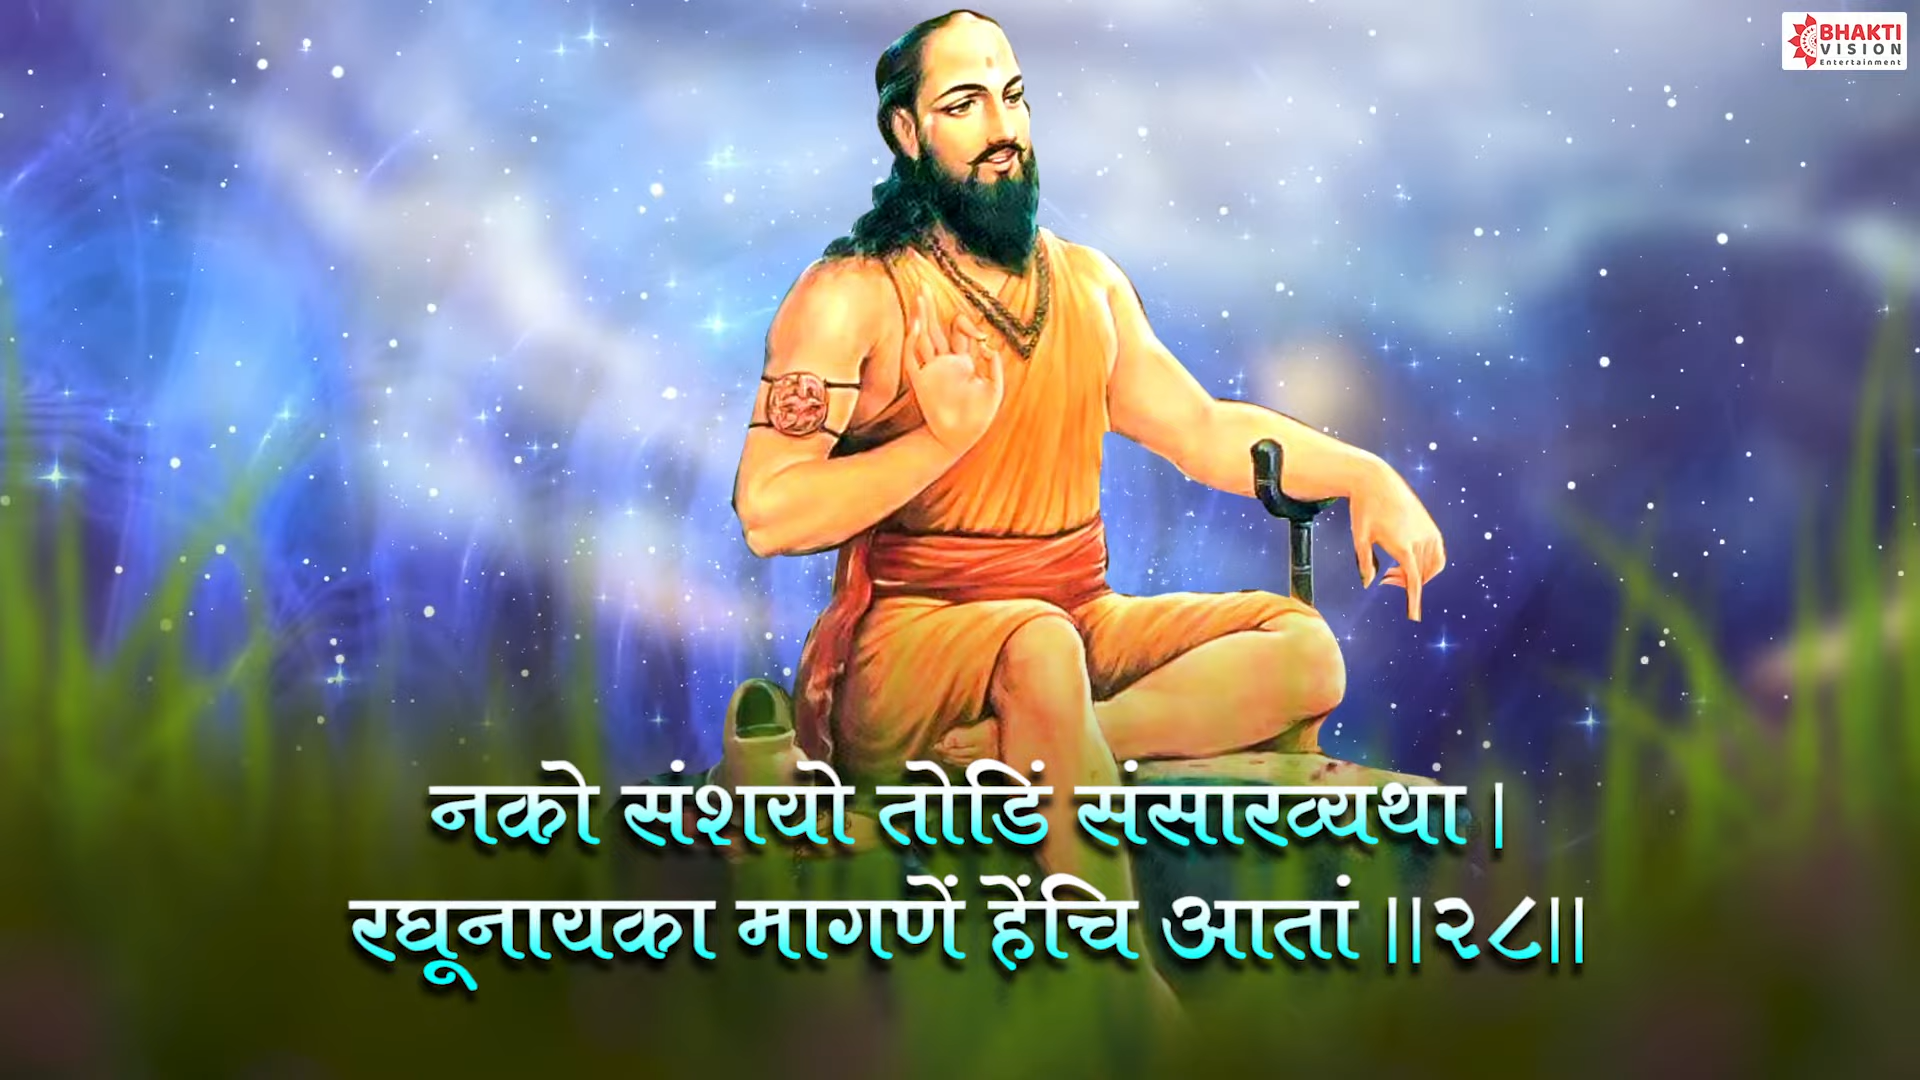 BHAKTI
VISION
Entertainment
नको संशयो तोडिं संसारव्यथा।
रघूनायका मागणें हेंचि आतां ॥२८॥